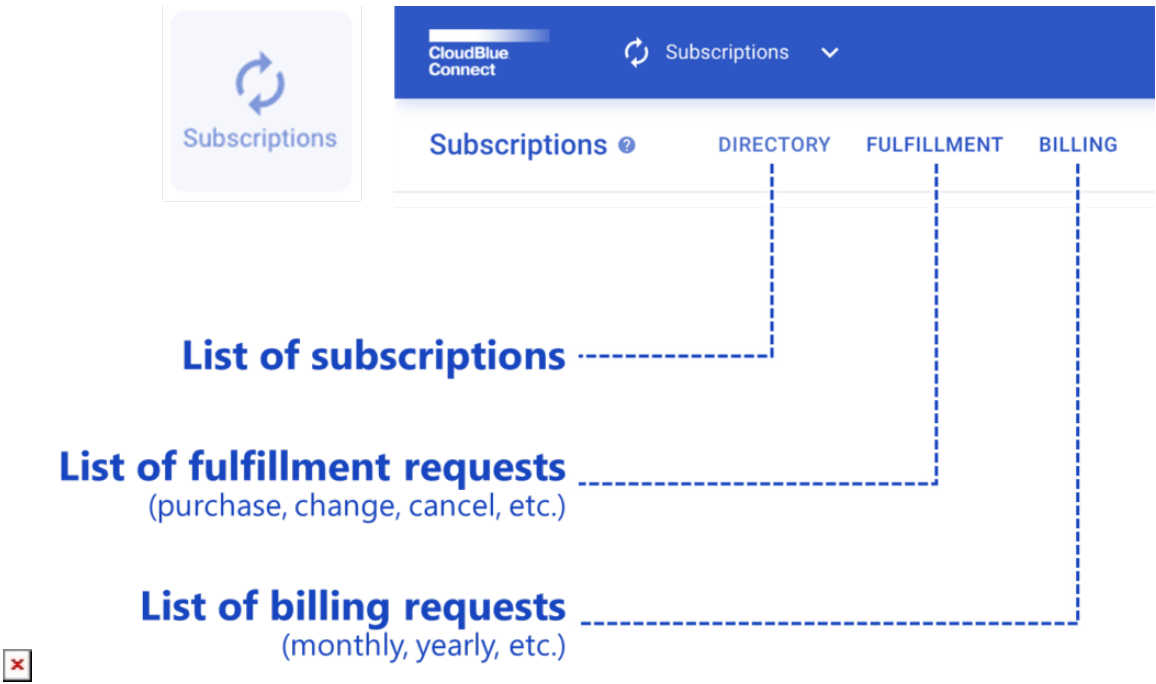 Subscriptions
CloudBlue
Connect
Subscriptions
Subscriptions ?
DIRECTORY
FULFILLMENT
BILLING
List of subscriptions
List of fulfillment requests
(purchase, change, cancel, etc.)
List of billing requests
(monthly, yearly, etc.)